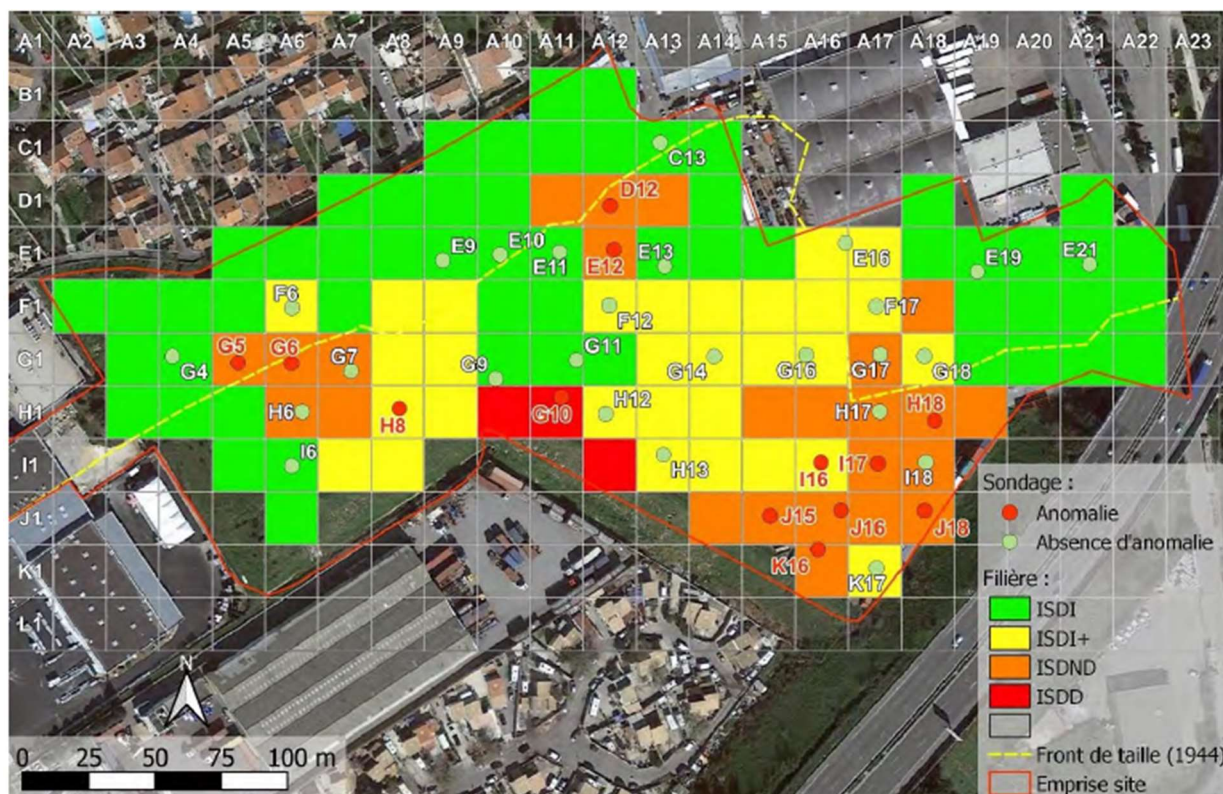 A1 A2 A3 A4 A5 A6 A7 A8 A9 A10 A11 A12 A13 A14 A15 A16 A17 A18 A19 A20 A21 A22 A23
B1
C1
C13
D1
D12
E1
E9
E10
E11
E12
E13
E16
E19
E21
F1
F6
F12
F17
G1
G4
G5
G6
G7
G9
G11
G14
G16
G17
G18
H1
H6
H8
G10
H12
H17
H18
I1
I6
H13
I16
I17
I18
J1
J15
J16
J18
K1
K16
K17
L1
N
0 25 50 75 100 m
Sondage :
Anomalie
Absence d'anomalie
Filière :
ISDI
ISDI+
ISDND
ISDD
Front de taille (1944)
Emprise site